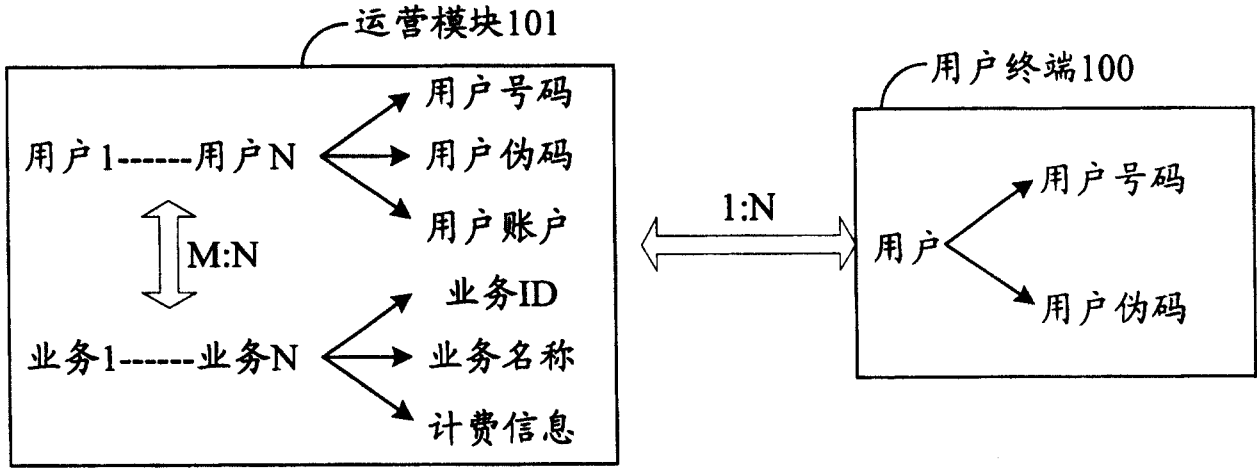 运营模块101
用户1------用户N
用户号码
用户伪码
用户账户
M:N
业务1------业务N
业务ID
业务名称
计费信息
1:N
用户终端100
用户
用户号码
用户伪码